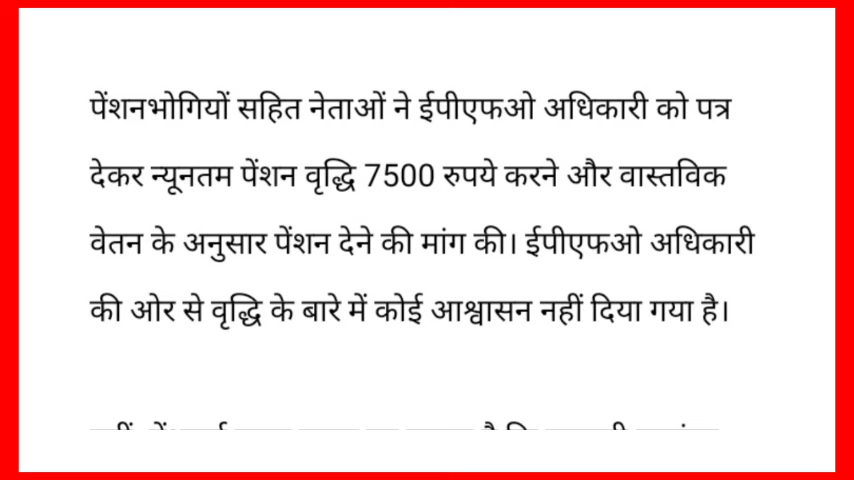 पेंशनभोगियों सहित नेताओं ने ईपीएफओ अधिकारी को पत्र
देकर न्यूनतम पेंशन वृद्धि 7500 रुपये करने और वास्तविक
वेतन के अनुसार पेंशन देने की मांग की। ईपीएफओ अधिकारी
की ओर से वृद्धि के बारे में कोई आश्वासन नहीं दिया गया है।